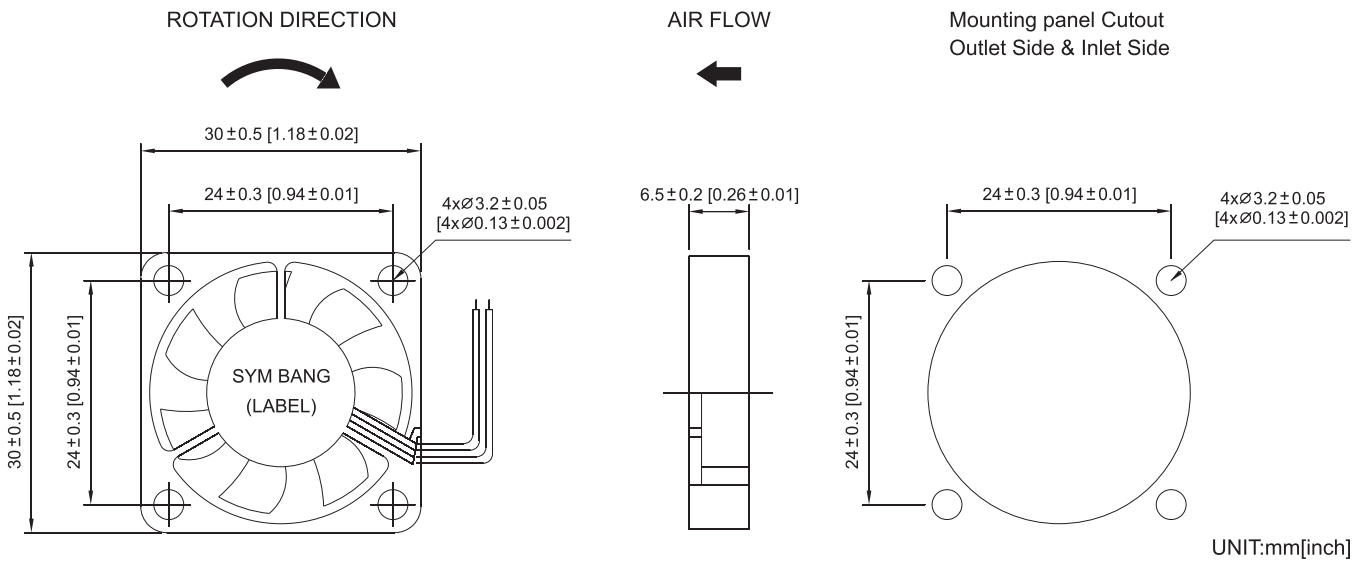 ROTATION DIRECTION
30±0.5 [1.18±0.02]
24±0.3 [0.94±0.01]
4xØ3.2±0.05
[4xØ0.13±0.002]
30±0.5 [1.18±0.02]
24±0.3 [0.94±0.01]
SYM BANG
(LABEL)
AIR FLOW
6.5±0.2 [0.26±0.01]
Mounting panel Cutout
Outlet Side & Inlet Side
24±0.3 [0.94±0.01]
4xØ3.2±0.05
[4xØ0.13±0.002]
24±0.3 [0.94±0.01]
UNIT:mm[inch]